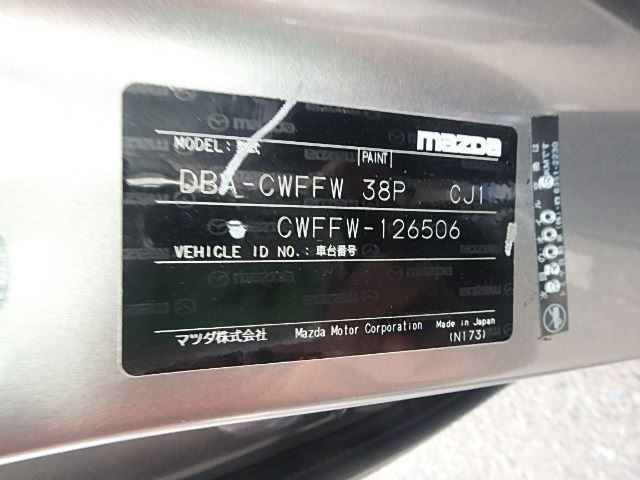 mazda
MODEL:
PAINT
DBA-CWFFW 38P CJ1
CWFFW-126506
VEHICLE ID NO.: 車台番号
マツダ株式会社 Mazda Motor Corporation Made in Japan
(N173)